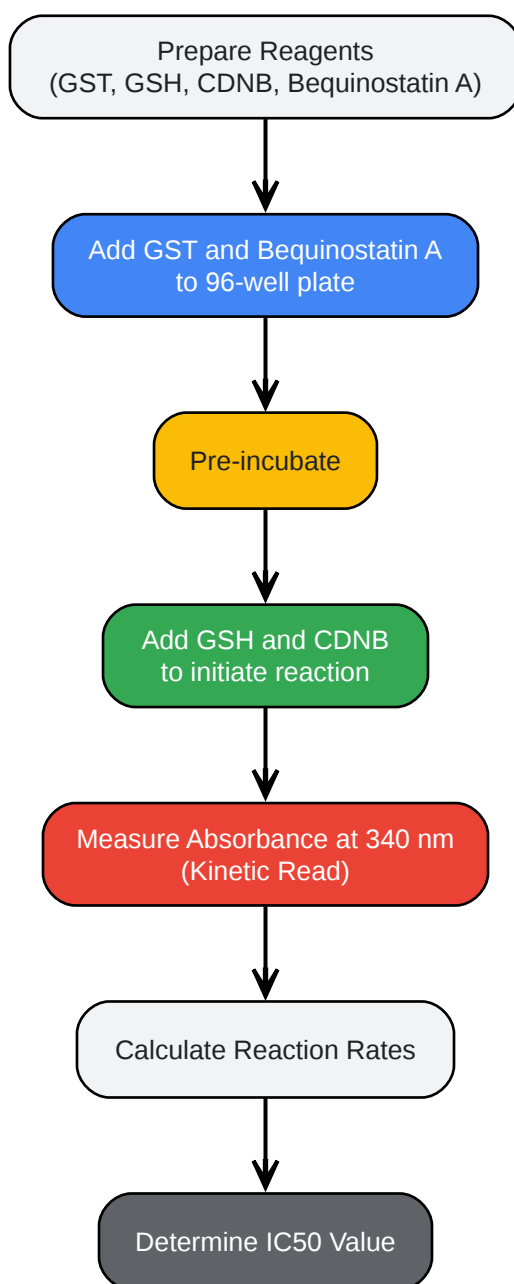 Prepare Reagents
(GST, GSH, CDNB, Bequinostatin A)
Add GST and Bequinostatin A
to 96-well plate
Pre-incubate
Add GSH and CDNB
to initiate reaction
Measure Absorbance at 340 nm
(Kinetic Read)
Calculate Reaction Rates
Determine IC50 Value